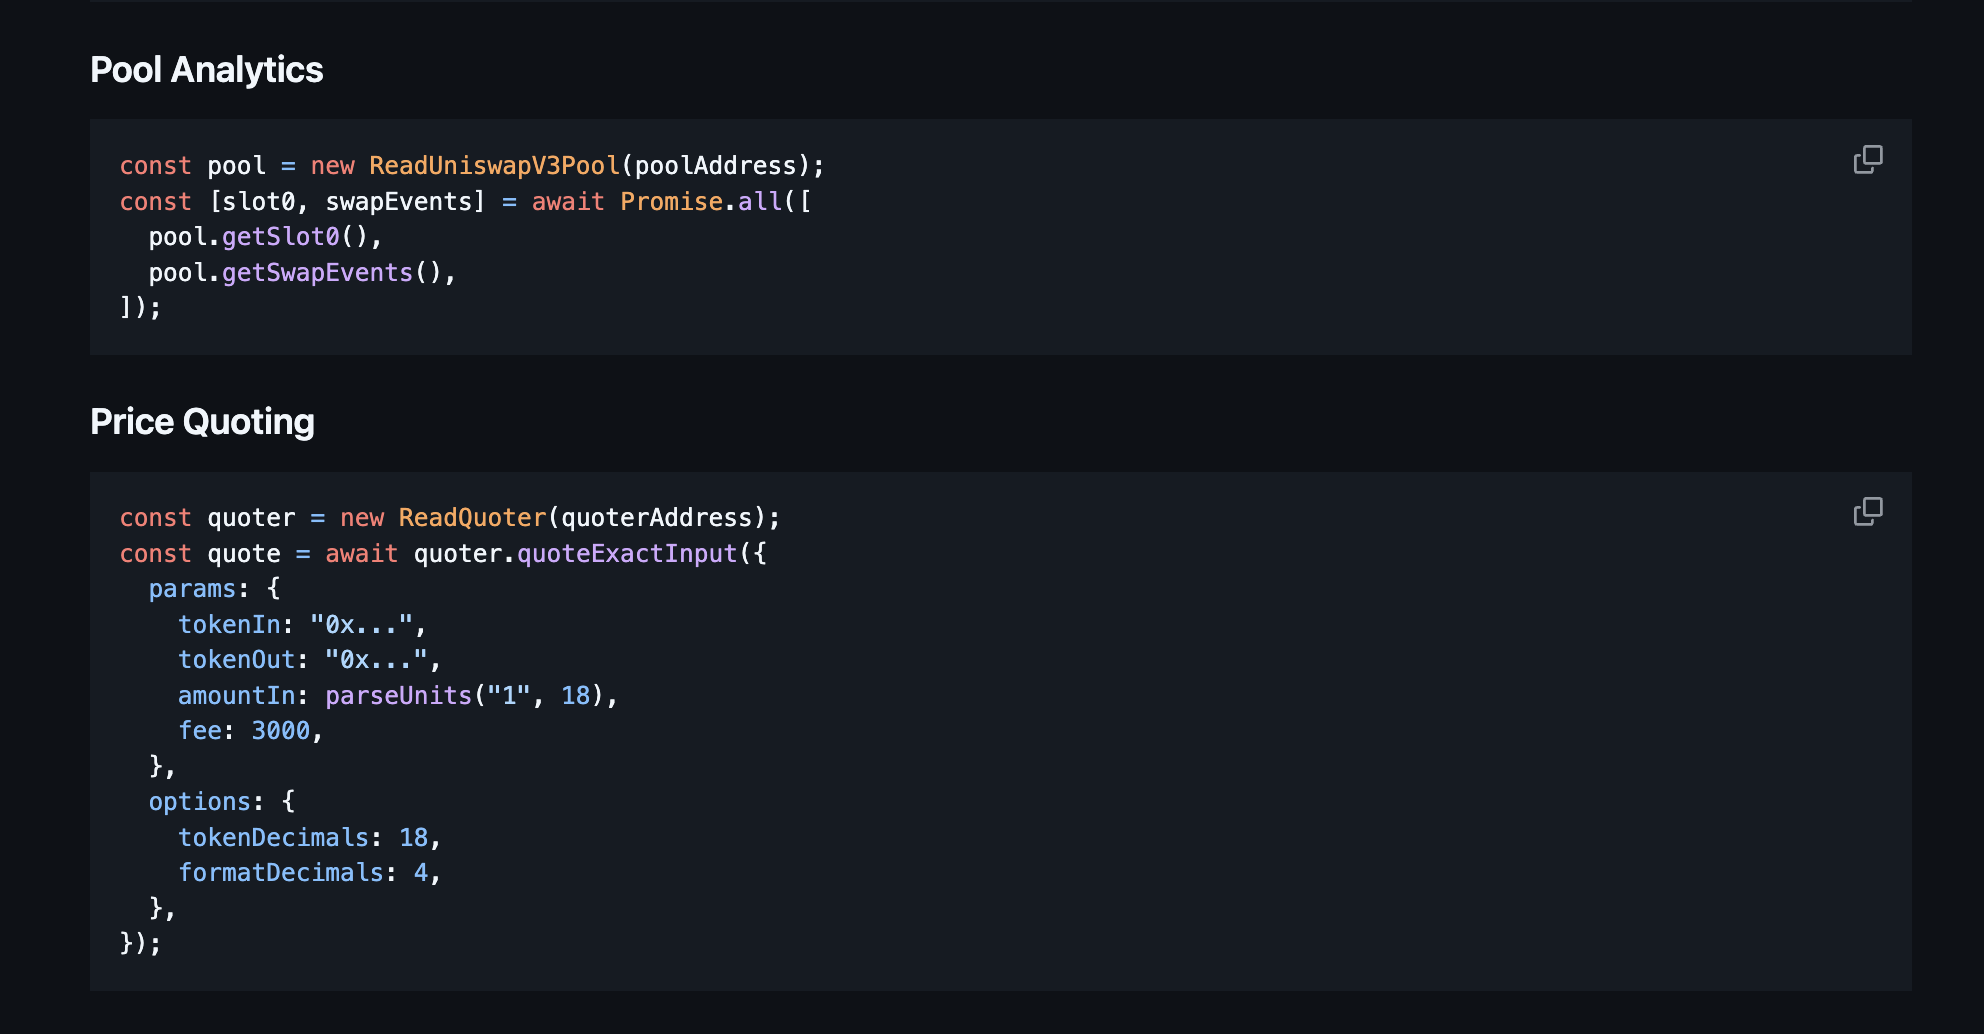 Pool Analytics
const pool = new ReadUniswapV3Pool(poolAddress);
const [slot0, swapEvents] = await Promise.all([
  pool.getSlot0(),
  pool.getSwapEvents(),
]);
Price Quoting
const quoter = new ReadQuoter(quoterAddress);
const quote = await quoter.quoteExactInput({
  params: {
    tokenIn: "0x...",
    tokenOut: "0x...",
    amountIn: parseUnits("1", 18),
    fee: 3000,
  },
  options: {
    tokenDecimals: 18,
    formatDecimals: 4,
  },
});